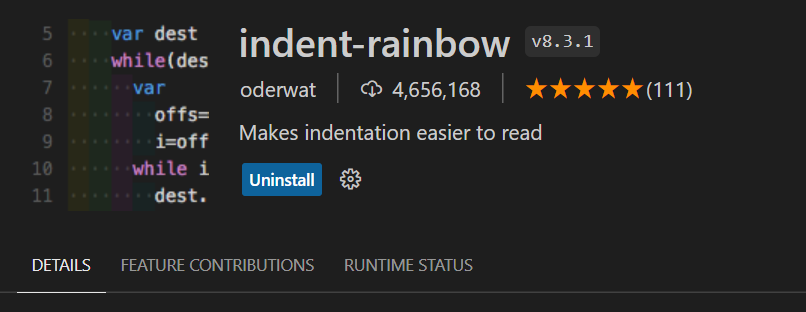 indent-rainbow v8.3.1
oderwat 4,656,168 (111)
Makes indentation easier to read
Uninstall
5 ···· var dest
6 ···· while(des
7 ······ var
8 ········ offs=
9 ········ i=off
10 ······ while i
11 ········ dest.
DETAILS FEATURE CONTRIBUTIONS RUNTIME STATUS